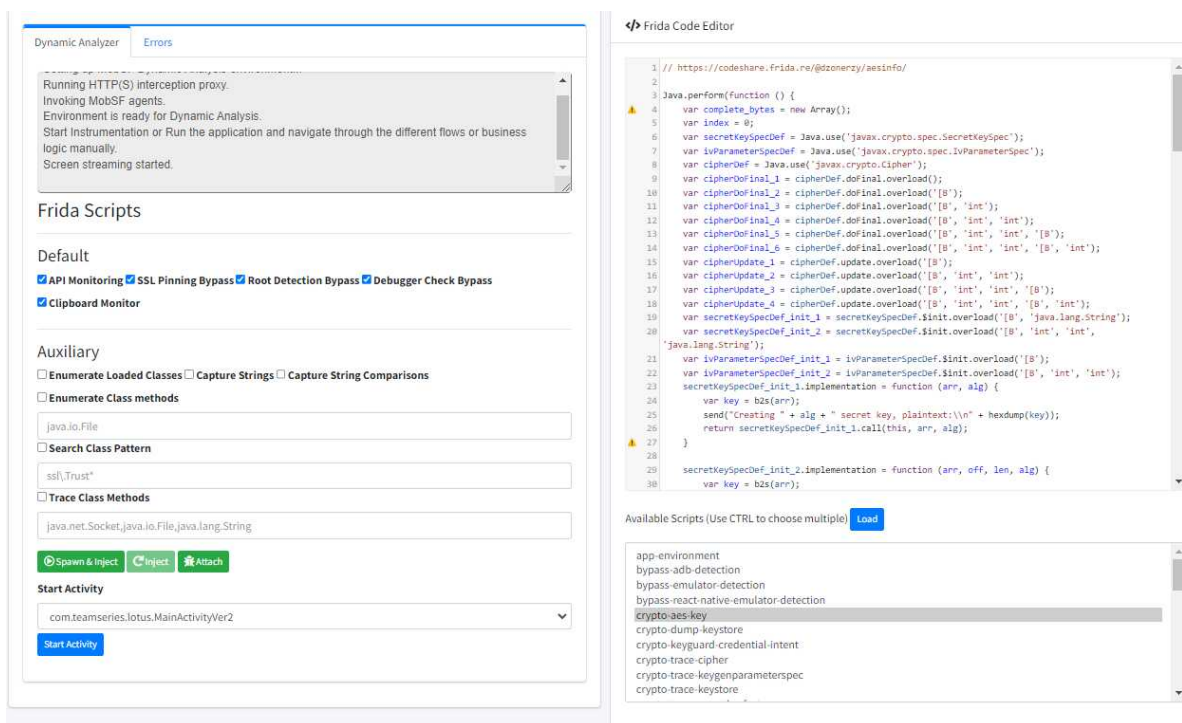 Dynamic Analyzer
Errors
Setting up MobSF Dynamic Analysis environment...
Running HTTP(S) interception proxy.
Invoking MobSF agents.
Environment is ready for Dynamic Analysis.
Start Instrumentation or Run the application and navigate through the different flows or business
logic manually.
Screen streaming started.
Frida Scripts
Default
API Monitoring SSL Pinning Bypass Root Detection Bypass Debugger Check Bypass
Clipboard Monitor
Auxiliary
Enumerate Loaded Classes Capture Strings Capture String Comparisons
Enumerate Class methods
java.io.File
Search Class Pattern
ssl\.Trust*
Trace Class Methods
java.net.Socket,java.io.File,java.lang.String
Spawn & Inject Inject Attach
Start Activity
com.teamseries.lotus.MainActivityVer2
Start Activity
</> Frida Code Editor
1 // https://codeshare.frida.re/@dzonerzy/aesinfo/
2
3 Java.perform(function () {
4 var complete_bytes = new Array();
5 var index = 0;
6 var secretKeySpecDef = Java.use('javax.crypto.spec.SecretKeySpec');
7 var ivParameterSpecDef = Java.use('javax.crypto.spec.IvParameterSpec');
8 var cipherDef = Java.use('javax.crypto.Cipher');
9 var cipherDoFinal_1 = cipherDef.doFinal.overload();
10 var cipherDoFinal_2 = cipherDef.doFinal.overload('[B');
11 var cipherDoFinal_3 = cipherDef.doFinal.overload('[B', 'int');
12 var cipherDoFinal_4 = cipherDef.doFinal.overload('[B', 'int', 'int');
13 var cipherDoFinal_5 = cipherDef.doFinal.overload('[B', 'int', 'int', '[B');
14 var cipherDoFinal_6 = cipherDef.doFinal.overload('[B', 'int', 'int', '[B', 'int');
15 var cipherUpdate_1 = cipherDef.update.overload('[B');
16 var cipherUpdate_2 = cipherDef.update.overload('[B', 'int', 'int');
17 var cipherUpdate_3 = cipherDef.update.overload('[B', 'int', 'int', '[B');
18 var cipherUpdate_4 = cipherDef.update.overload('[B', 'int', 'int', '[B', 'int');
19 var secretKeySpecDef_init_1 = secretKeySpecDef.$init.overload('[B', 'java.lang.String');
20 var secretKeySpecDef_init_2 = secretKeySpecDef.$init.overload('[B', 'int', 'int',
'java.lang.String');
21 var ivParameterSpecDef_init_1 = ivParameterSpecDef.$init.overload('[B');
22 var ivParameterSpecDef_init_2 = ivParameterSpecDef.$init.overload('[B', 'int', 'int');
23 secretKeySpecDef_init_1.implementation = function (arr, alg) {
24 var key = b2s(arr);
25 send("Creating " + alg + " secret key, plaintext:\\n" + hexdump(key));
26 return secretKeySpecDef_init_1.call(this, arr, alg);
27 }
28
29 secretKeySpecDef_init_2.implementation = function (arr, off, len, alg) {
30 var key = b2s(arr);
Available Scripts (Use CTRL to choose multiple) Load
app-environment
bypass-adb-detection
bypass-emulator-detection
bypass-react-native-emulator-detection
crypto-aes-key
crypto-dump-keystore
crypto-keyguard-credential-intent
crypto-trace-cipher
crypto-trace-keygenparameterspec
crypto-trace-keystore